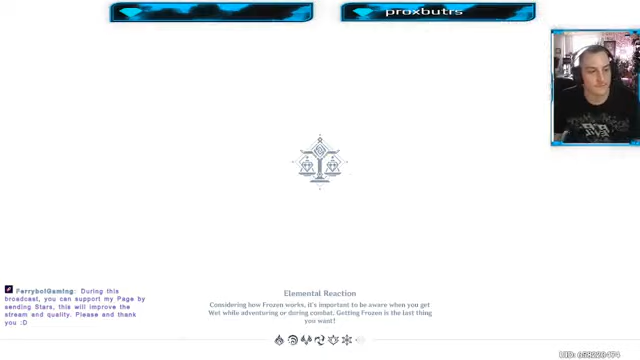 proxbutrs
Elemental Reaction
Considering how Frozen works, it's important to be aware when you get
Wet while adventuring or during combat. Getting Frozen is the last thing
you want!
FerrybolGaming: During this
broadcast, you can support my Page by
sending Stars, this will improve the
stream and quality. Please and thank
you :D